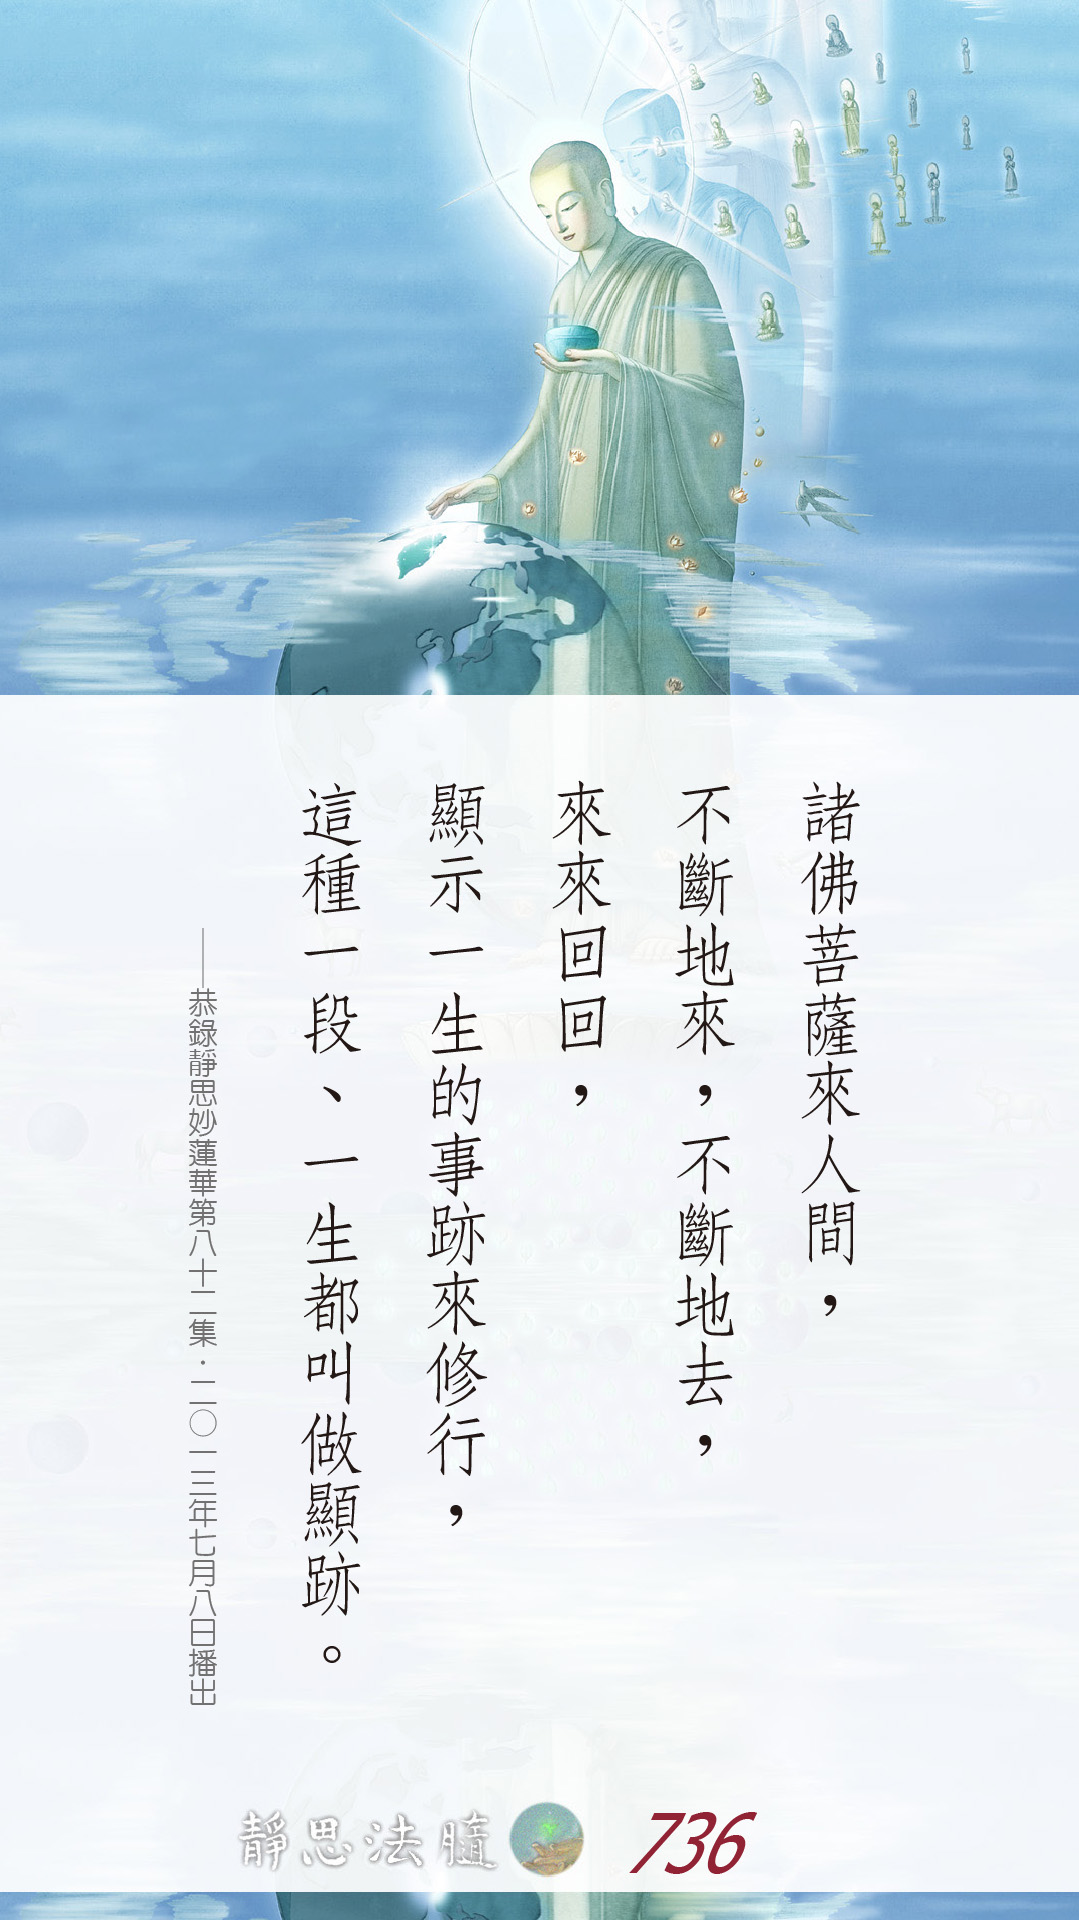 諸佛菩薩來人間，
不斷地來，不斷地去，
來來回回，
顯示一生的事跡來修行，
這種一段、一生都叫做顯跡。
——恭錄靜思妙蓮華第八十二集．二〇一三年七月八日播出
靜思法髓
736